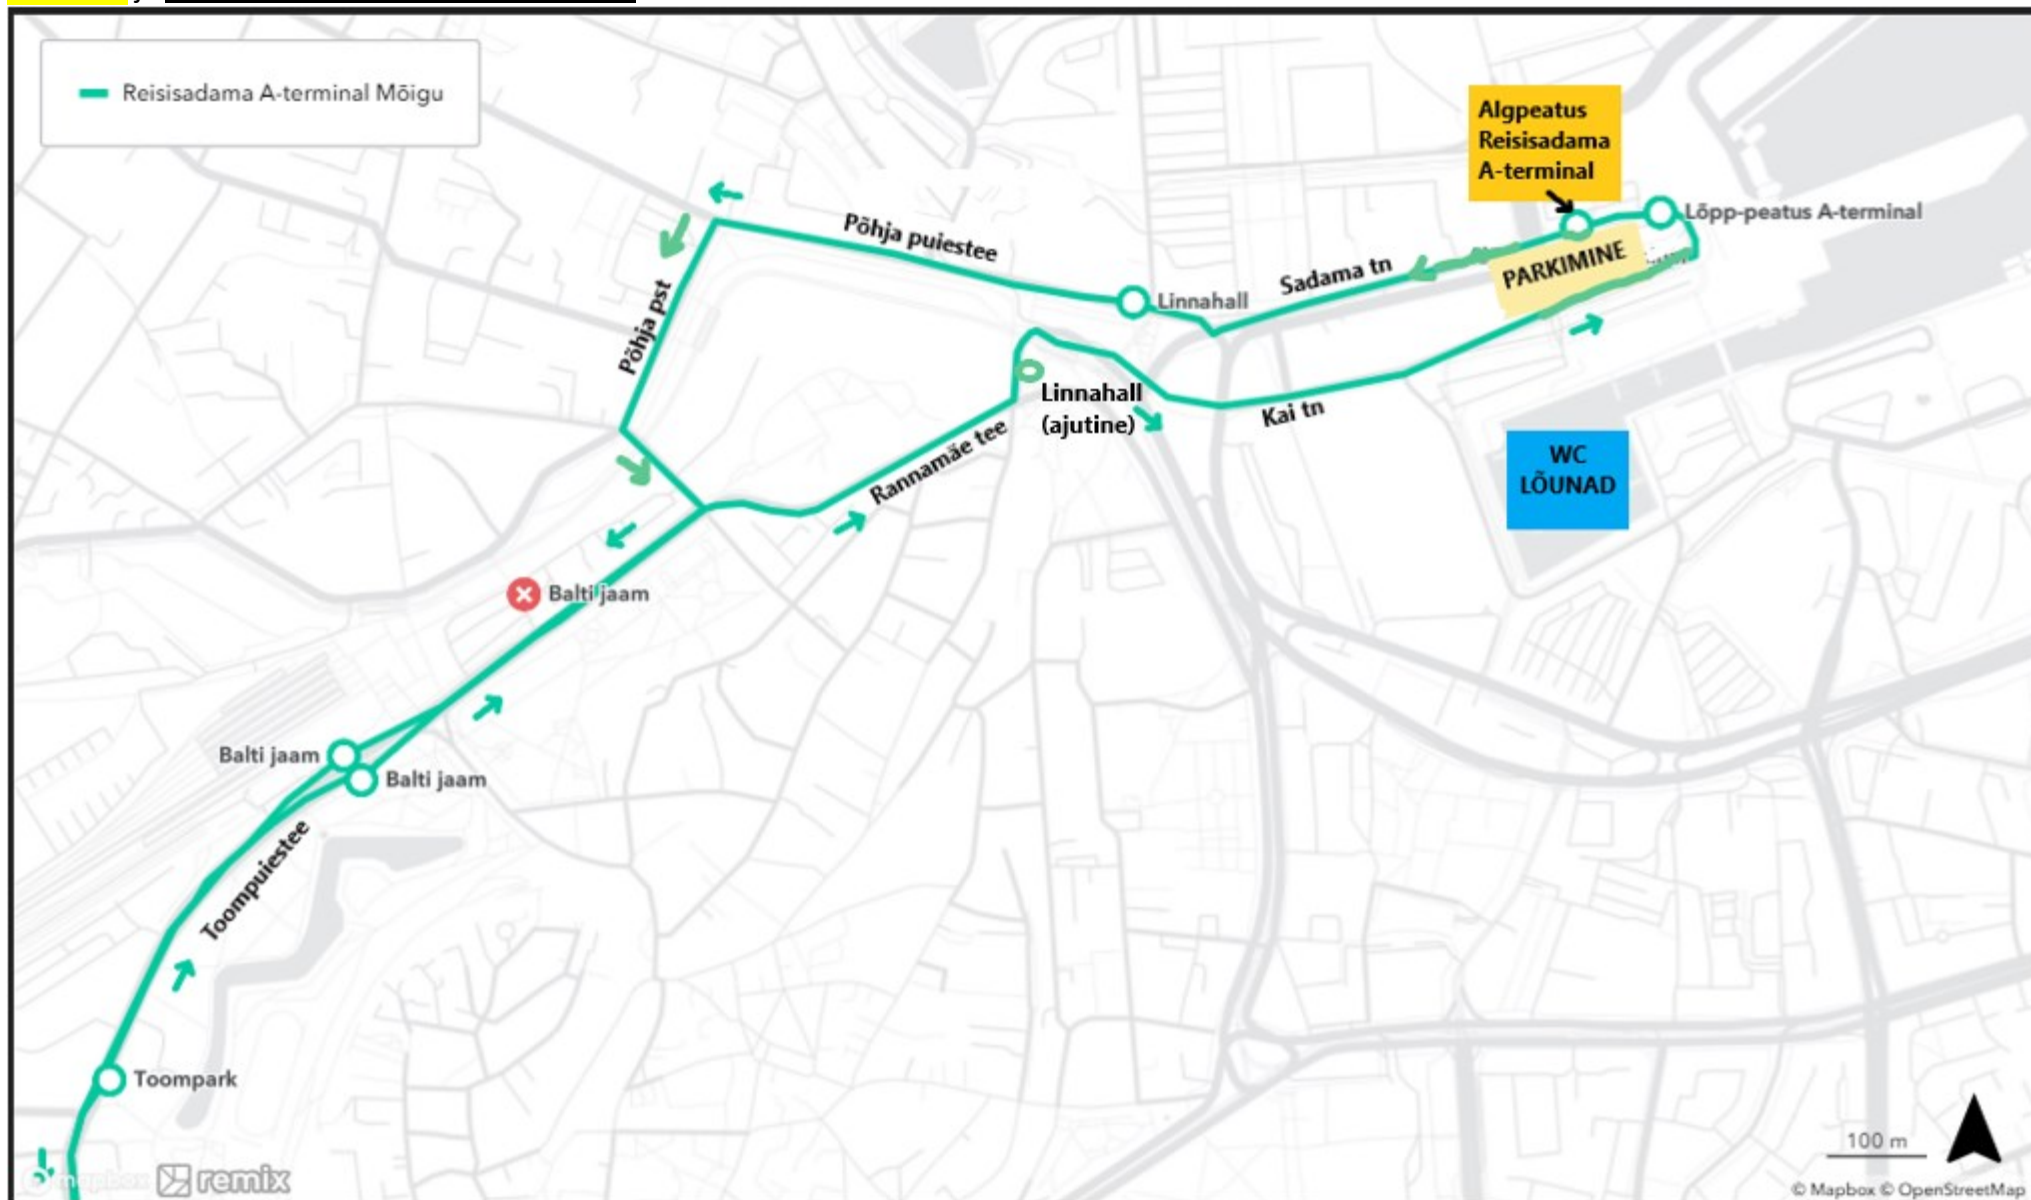 Reisisadama A-terminal Mõigu
Algpeatus
Reisisadama
A-terminal
Lõpp-peatus A-terminal
Põhja puiestee
PARKIMINE
Sadama tn
Linnahall
Põhja pst
Linnahall
(ajutine)
Kai tn
Rannamäe tee
WC
LÕUNAD
Balti jaam
Balti jaam
Balti jaam
Toompuiestee
Toompark
100 m
mapbox remix
© Mapbox © OpenStreetMap